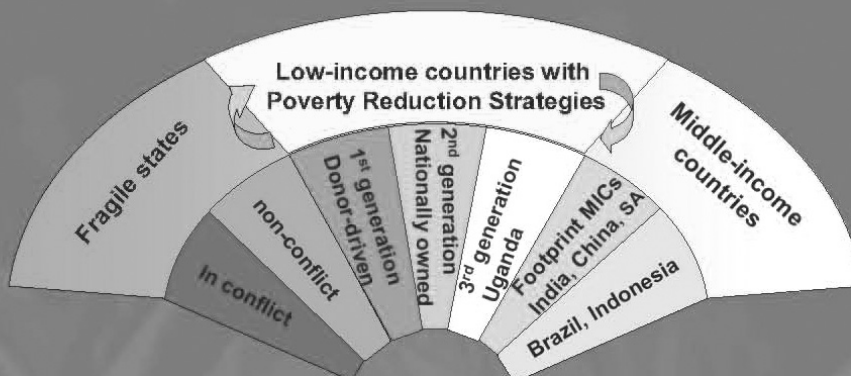 Low-income countries with
Poverty Reduction Strategies
Fragile states
Middle-income
countries
In conflict
non-conflict
1st generation
Donor-driven
2nd generation
Nationally owned
3rd generation
Uganda
Footprint MICs
India, China, SA
Brazil, Indonesia